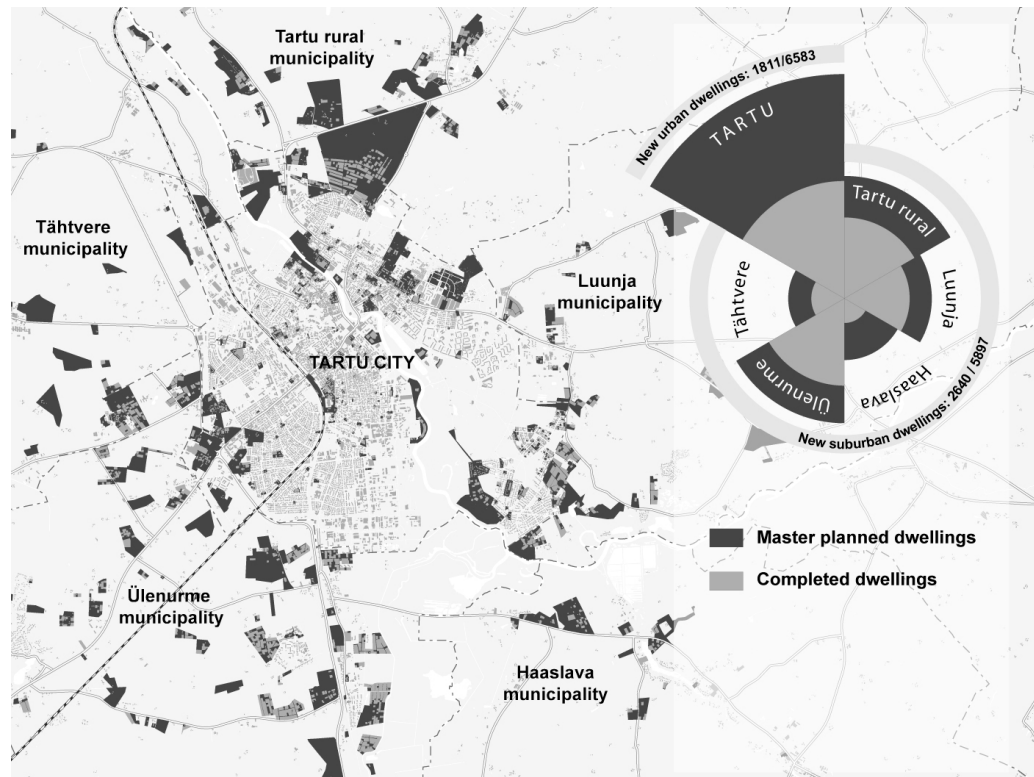 Tartu rural
municipality
Tähtvere
municipality
Luunja
municipality
TARTU CITY
Ülenurme
municipality
Haaslava
municipality
New urban dwellings: 1811/6583
TARTU
Tartu rural
Luunja
Haaslava
Ülenurme
Tähtvere
New suburban dwellings: 2640 / 5897
Master planned dwellings
Completed dwellings